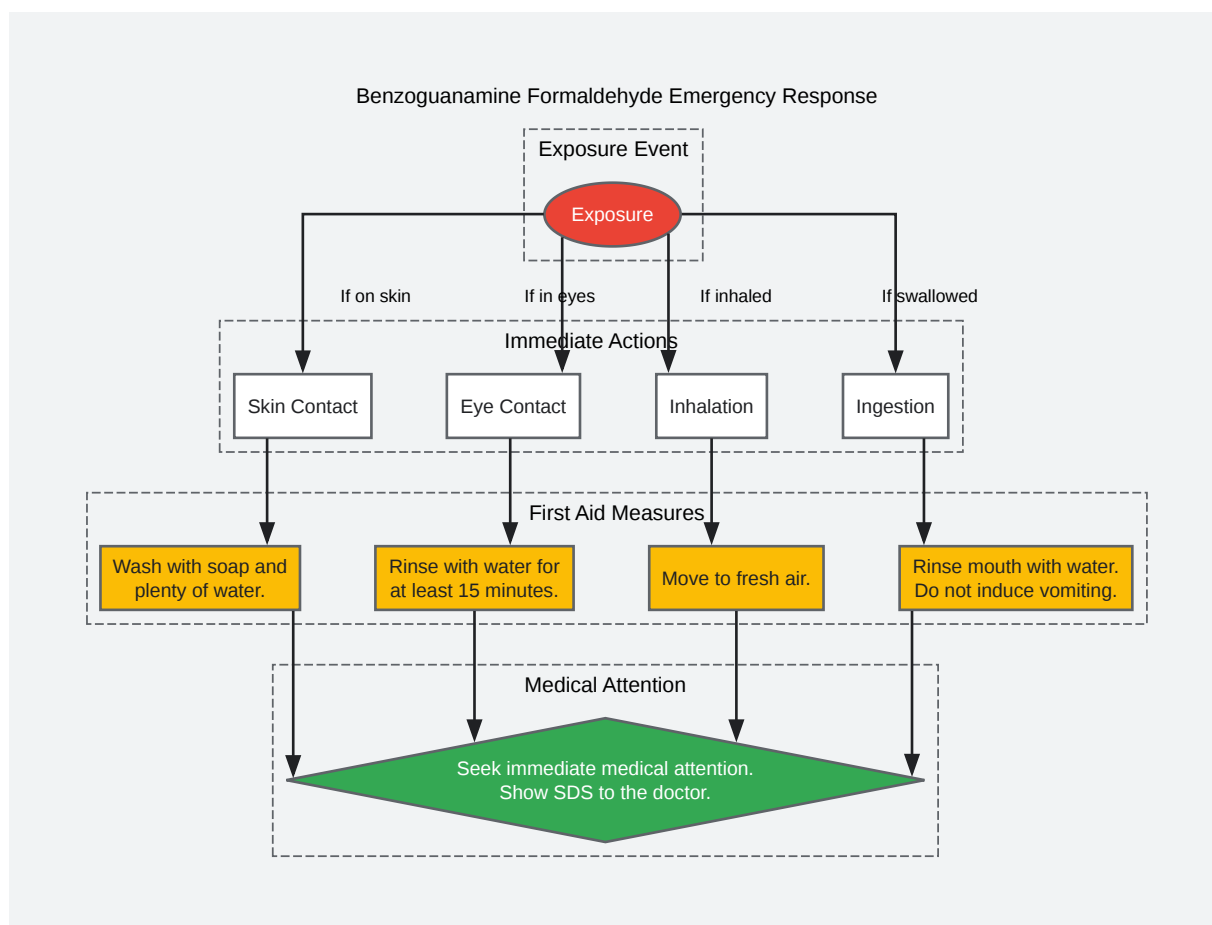 Benzoguanamine Formaldehyde Emergency Response
Exposure Event
Exposure
If on skin
If in eyes
If inhaled
If swallowed
Immediate Actions
Skin Contact
Eye Contact
Inhalation
Ingestion
First Aid Measures
Wash with soap and
plenty of water.
Rinse with water for
at least 15 minutes.
Move to fresh air.
Rinse mouth with water.
Do not induce vomiting.
Medical Attention
Seek immediate medical attention.
Show SDS to the doctor.